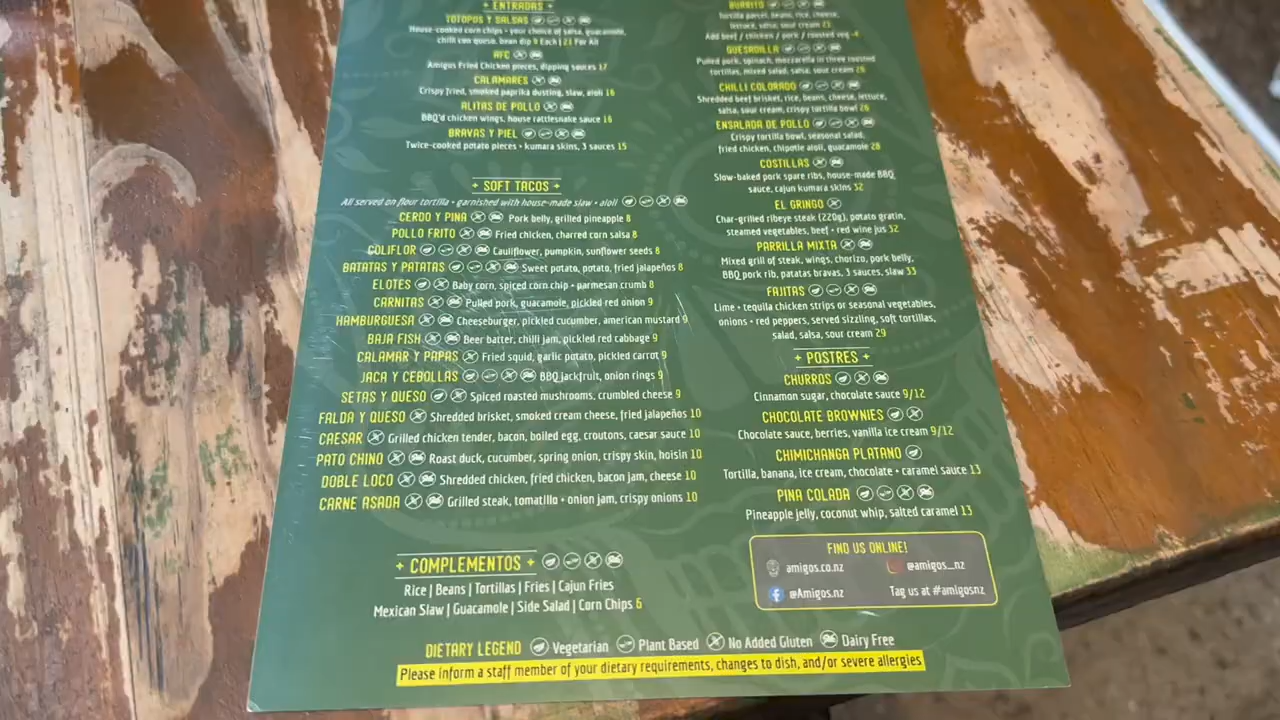 + ENTRADAS +
TOTOPOS Y SALSAS
House-cooked corn chips • your choice of salsa, guacamole,
chilli con queso, bean dip 9 Each | 23 For All
AFC
Amigos Fried Chicken pieces, dipping sauces 17
CALAMARES
Crispy fried, smoked paprika dusting, slaw, aioli 16
ALITAS DE POLLO
BBQ'd chicken wings, house rattlesnake sauce 16
BRAVAS Y PIEL
Twice-cooked potato pieces • kumara skins, 3 sauces 15
+ SOFT TACOS +
All served on flour tortilla • garnished with house-made slaw • aioli
CERDO Y PINA Pork belly, grilled pineapple 8
POLLO FRITO Fried chicken, charred corn salsa 8
COLIFLOR Cauliflower, pumpkin, sunflower seeds 8
BATATAS Y PATATAS Sweet potato, potato, fried jalapeños 8
ELOTES Baby corn, spiced corn chip • parmesan crumb 8
CARNITAS Pulled pork, guacamole, pickled red onion 9
HAMBURGUESA Cheeseburger, pickled cucumber, american mustard 9
BAJA FISH Beer batter, chilli jam, pickled red cabbage 9
CALAMAR Y PAPAS Fried squid, garlic potato, pickled carrot 9
JACA Y CEBOLLAS BBQ jackfruit, onion rings 9
SETAS Y QUESO Spiced roasted mushrooms, crumbled cheese 9
FALDA Y QUESO Shredded brisket, smoked cream cheese, fried jalapeños 10
CAESAR Grilled chicken tender, bacon, boiled egg, croutons, caesar sauce 10
PATO CHINO Roast duck, cucumber, spring onion, crispy skin, hoisin 10
DOBLE LOCO Shredded chicken, fried chicken, bacon jam, cheese 10
CARNE ASADA Grilled steak, tomatillo • onion jam, crispy onions 10
+ COMPLEMENTOS +
Rice | Beans | Tortillas | Fries | Cajun Fries
Mexican Slaw | Guacamole | Side Salad | Corn Chips 6
BURRITO
Tortilla parcel, beans, rice, cheese,
lettuce, salsa, sour cream 23
Add beef / chicken / pork / roasted veg +4
QUESADILLA
Pulled pork, spinach, mozzarella in three roasted
tortillas, mixed salad, salsa, sour cream 26
CHILLI COLORADO
Shredded beef brisket, rice, beans, cheese, lettuce,
salsa, sour cream, crispy tortilla bowl 26
ENSALADA DE POLLO
Crispy tortilla bowl, seasonal salad,
fried chicken, chipotle aioli, guacamole 28
COSTILLAS
Slow-baked pork spare ribs, house-made BBQ
sauce, cajun kumara skins 32
EL GRINGO
Char-grilled ribeye steak (220g), potato gratin,
steamed vegetables, beef • red wine jus 32
PARRILLA MIXTA
Mixed grill of steak, wings, chorizo, pork belly,
BBQ pork rib, patatas bravas, 3 sauces, slaw 33
FAJITAS
Lime • tequila chicken strips or seasonal vegetables,
onions • red peppers, served sizzling, soft tortillas,
salad, salsa, sour cream 29
+ POSTRES +
CHURROS
Cinnamon sugar, chocolate sauce 9/12
CHOCOLATE BROWNIES
Chocolate sauce, berries, vanilla ice cream 9/12
CHIMICHANGA PLATANO
Tortilla, banana, ice cream, chocolate • caramel sauce 13
PINA COLADA
Pineapple jelly, coconut whip, salted caramel 13
FIND US ONLINE!
amigos.co.nz @amigos__nz
@Amigos.nz Tag us at #amigosnz
DIETARY LEGEND Vegetarian Plant Based No Added Gluten Dairy Free
Please inform a staff member of your dietary requirements, changes to dish, and/or severe allergies